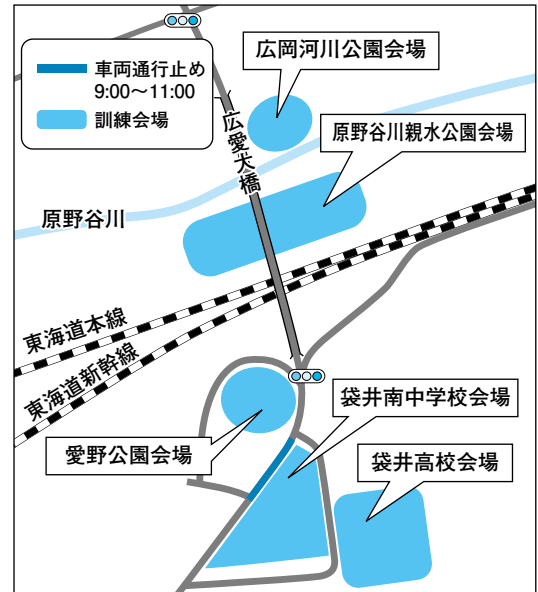 車両通行止め
9:00～11:00
訓練会場
広岡河川公園会場
広愛大橋
原野谷川親水公園会場
原野谷川
東海道本線
東海道新幹線
袋井南中学校会場
愛野公園会場
袋井高校会場